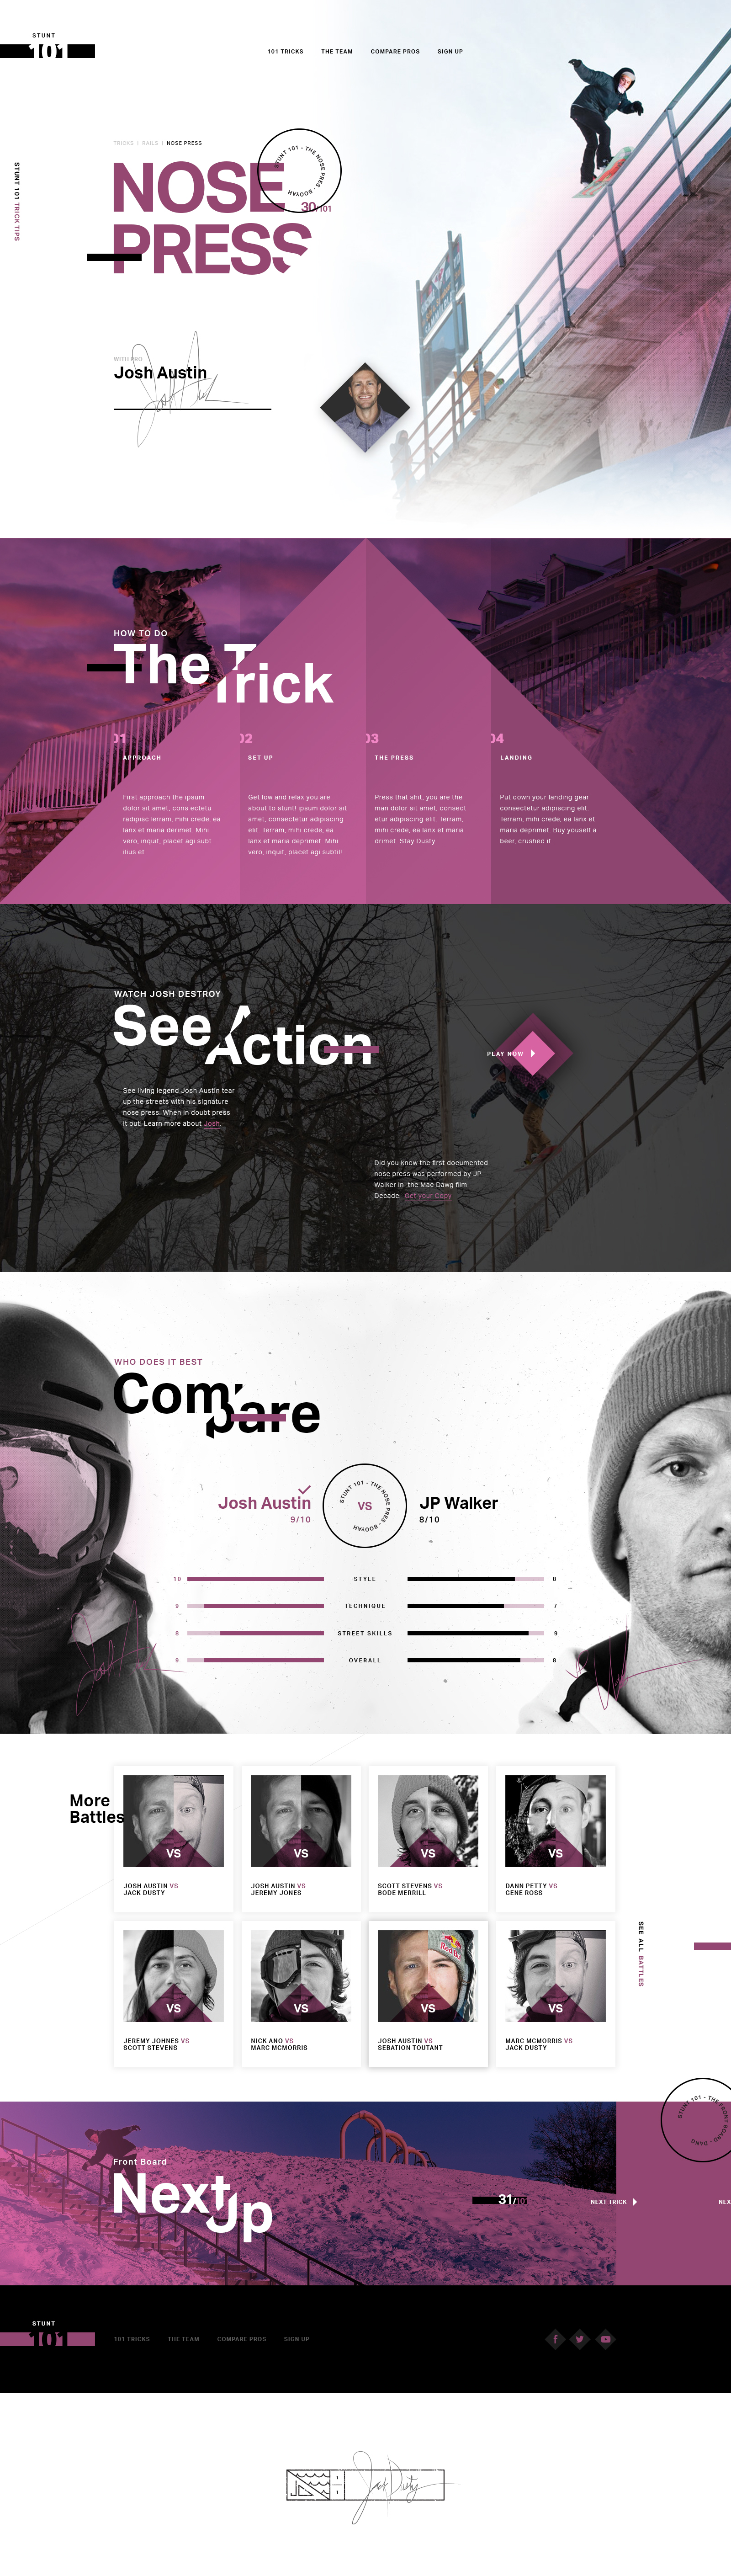 STUNT
101
101 TRICKS THE TEAM COMPARE PROS SIGN UP
TRICKS | RAILS | NOSE PRESS
STUNT 101 TRICK TIPS
NOSE
PRESS
STUNT 101 - THE NOSE PRES - BOOYAH
30/101
WITH PRO
Josh Austin
HOW TO DO
The Trick
01
APPROACH
First approach the ipsum
dolor sit amet, cons ectetu
radipiscTerram, mihi crede, ea
lanx et maria derimet. Mihi
vero, inquit, placet agi subt
ilius et.
02
SET UP
Get low and relax you are
about to stunt! ipsum dolor sit
amet, consectetur adipiscing
elit. Terram, mihi crede, ea
lanx et maria deprimet. Mihi
vero, inquit, placet agi subtil!
03
THE PRESS
Press that shit, you are the
man dolor sit amet, consect
etur adipiscing elit. Terram,
mihi crede, ea lanx et maria
drimet. Stay Dusty.
04
LANDING
Put down your landing gear
consectetur adipiscing elit.
Terram, mihi crede, ea lanx et
maria deprimet. Buy youself a
beer, crushed it.
WATCH JOSH DESTROY
See Action
PLAY NOW
See living legend Josh Austin tear
up the streets with his signature
nose press. When in doubt press
it out! Learn more about Josh.
Did you know the first documented
nose press was performed by JP
Walker in the Mac Dawg film
Decade. Get Your Copy
WHO DOES IT BEST
Compare
Josh Austin
9/10
STUNT 101 - THE NOSE PRES - BOOYAH
VS
JP Walker
8/10
10 STYLE 8
9 TECHNIQUE 7
8 STREET SKILLS 9
9 OVERALL 8
More
Battles
VS
JOSH AUSTIN VS
JACK DUSTY
VS
JOSH AUSTIN VS
JEREMY JONES
VS
SCOTT STEVENS VS
BODE MERRILL
VS
DANN PETTY VS
GENE ROSS
VS
JEREMY JOHNES VS
SCOTT STEVENS
VS
NICK ANO VS
MARC MCMORRIS
Red Bull
VS
JOSH AUSTIN VS
SEBATION TOUTANT
VS
MARC MCMORRIS VS
JACK DUSTY
SEE ALL BATTLES
STUNT 101 - THE FRONT BOARD - DANG
Front Board
Next Up
31/101
NEXT TRICK
NEX
STUNT
101
101 TRICKS THE TEAM COMPARE PROS SIGN UP
Jack Dusty